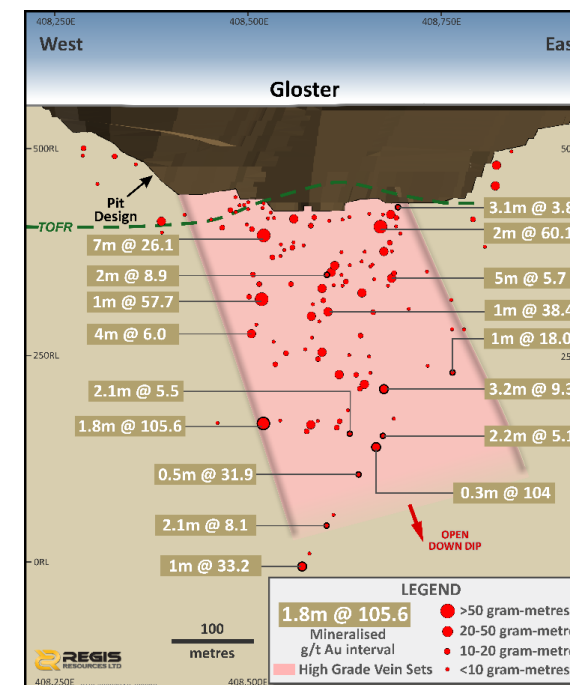 408,250E 408,500E 408,750E
West
Eas
Gloster
500RL
50
Pit
Design
TOFR
3.1m @ 3.8
7m @ 26.1
2m @ 60.1
2m @ 8.9
5m @ 5.7
1m @ 57.7
1m @ 38.4
4m @ 6.0
1m @ 18.0
250RL
25
2.1m @ 5.5
3.2m @ 9.3
1.8m @ 105.6
2.2m @ 5.1
0.5m @ 31.9
0.3m @ 104
2.1m @ 8.1
OPEN
DOWN DIP
0RL
1m @ 33.2
LEGEND
1.8m @ 105.6
Mineralised
g/t Au interval
High Grade Vein Sets
>50 gram-metres
20-50 gram-metre
10-20 gram-metre
<10 gram-metres
100
metres
REGIS
RESOURCES LTD
408,250E 408,500E